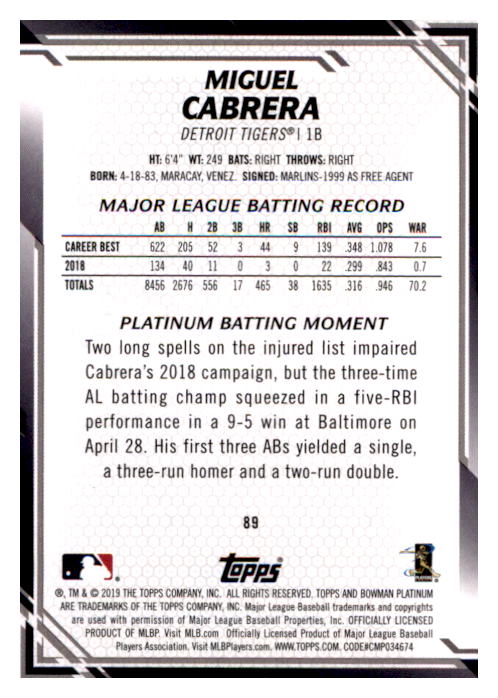 MIGUEL
CABRERA
DETROIT TIGERS® | 1B
HT: 6'4" WT: 249 BATS: RIGHT THROWS: RIGHT
BORN: 4-18-83, MARACAY, VENEZ. SIGNED: MARLINS-1999 AS FREE AGENT
MAJOR LEAGUE BATTING RECORD
AB H 2B 3B HR SB RBI AVG OPS WAR
CAREER BEST 622 205 52 3 44 9 139 .348 1.078 7.6
2018 134 40 11 0 3 0 22 .299 .843 0.7
TOTALS 8456 2676 556 17 465 38 1635 .316 .946 70.2
PLATINUM BATTING MOMENT
Two long spells on the injured list impaired
Cabrera's 2018 campaign, but the three-time
AL batting champ squeezed in a five-RBI
performance in a 9-5 win at Baltimore on
April 28. His first three ABs yielded a single,
a three-run homer and a two-run double.
89
Topps
®, TM & © 2019 THE TOPPS COMPANY, INC. ALL RIGHTS RESERVED. TOPPS AND BOWMAN PLATINUM
ARE TRADEMARKS OF THE TOPPS COMPANY, INC. Major League Baseball trademarks and copyrights
are used with permission of Major League Baseball Properties, Inc. OFFICIALLY LICENSED
PRODUCT OF MLBP. Visit MLB.com Officially Licensed Product of Major League Baseball
Players Association. Visit MLBPlayers.com. WWW.TOPPS.COM. CODE#CMP034674